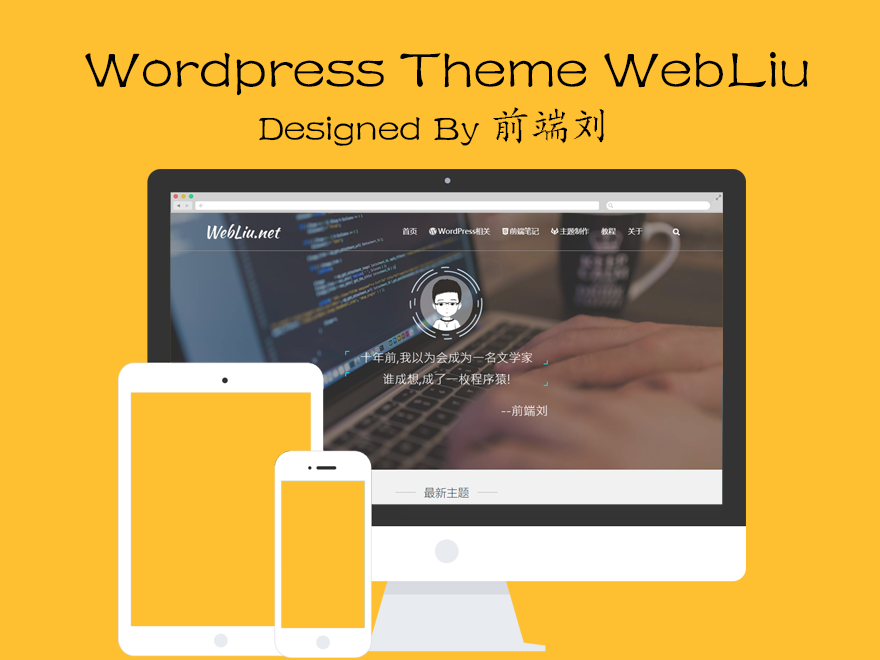 Wordpress Theme WebLiu
Designed By 前端刘
WebLiu.net
首页 WordPress相关 前端笔记 主题制作 教程 关于
KEEP
CALM
十年前,我以为会成为一名文学家
谁成想,成了一枚程序猿!
--前端刘
最新主题